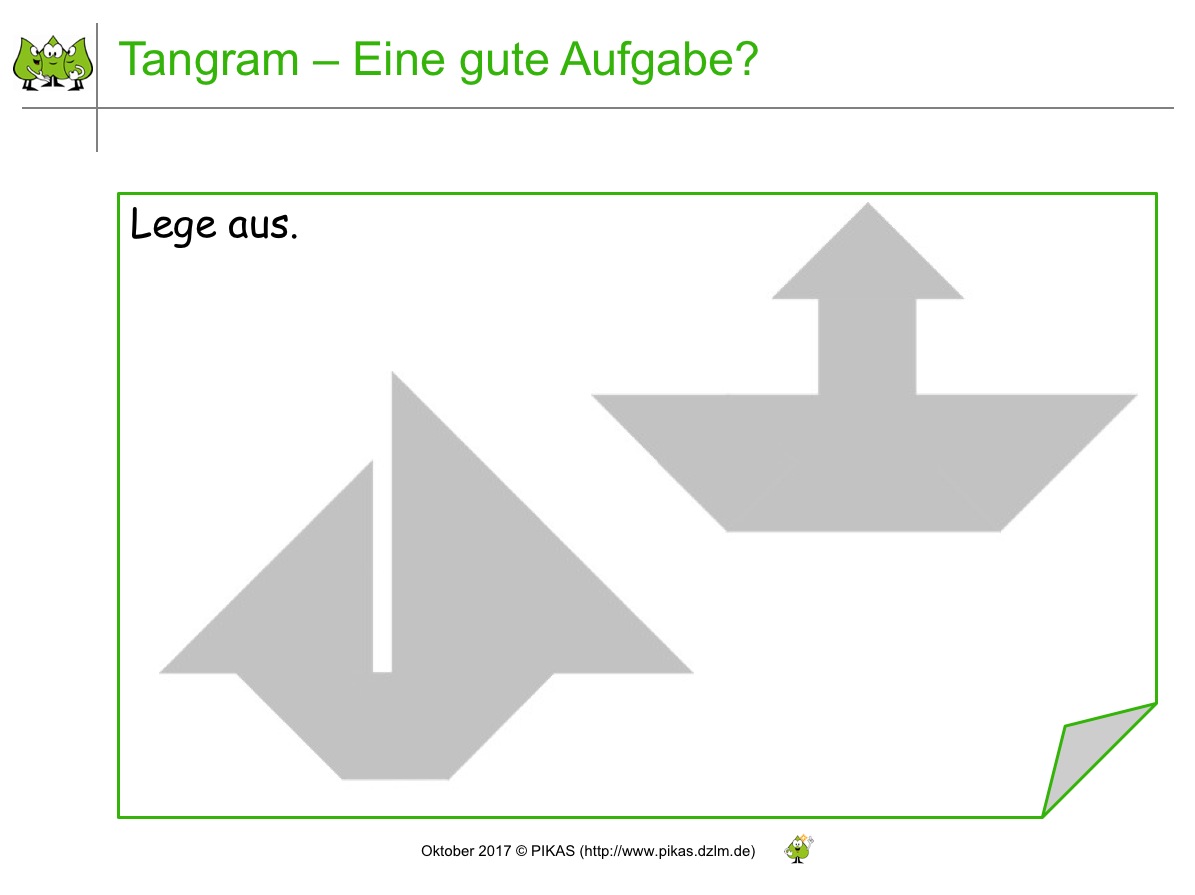 Tangram – Eine gute Aufgabe?
Lege aus.
Oktober 2017 © PIKAS (http://www.pikas.dzlm.de)